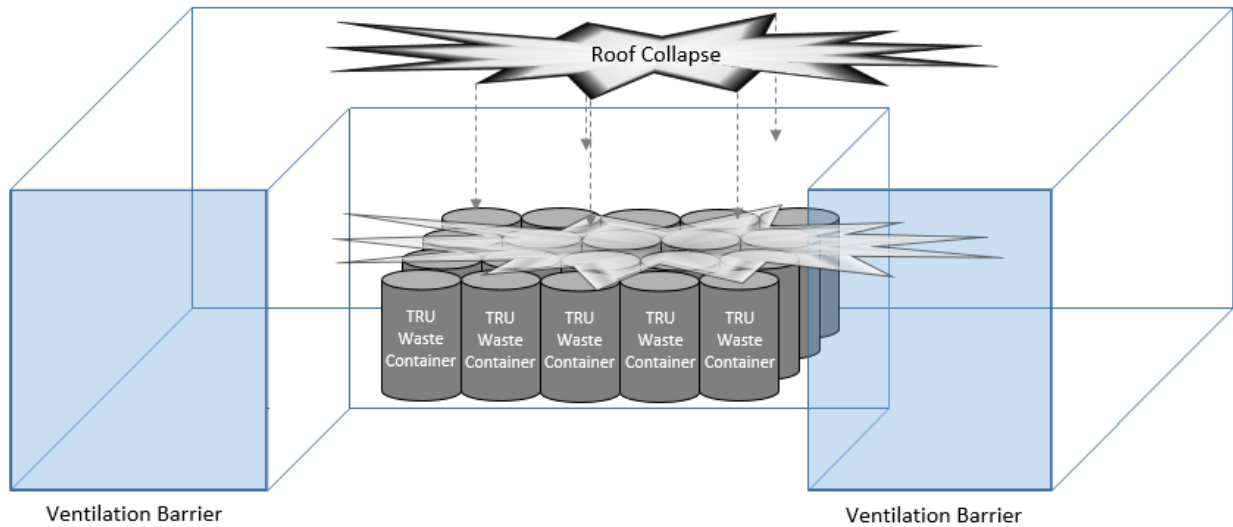 Roof Collapse
TRU
Waste
Container
TRU
Waste
Container
TRU
Waste
Container
TRU
Waste
Container
TRU
Waste
Container
Ventilation Barrier
Ventilation Barrier